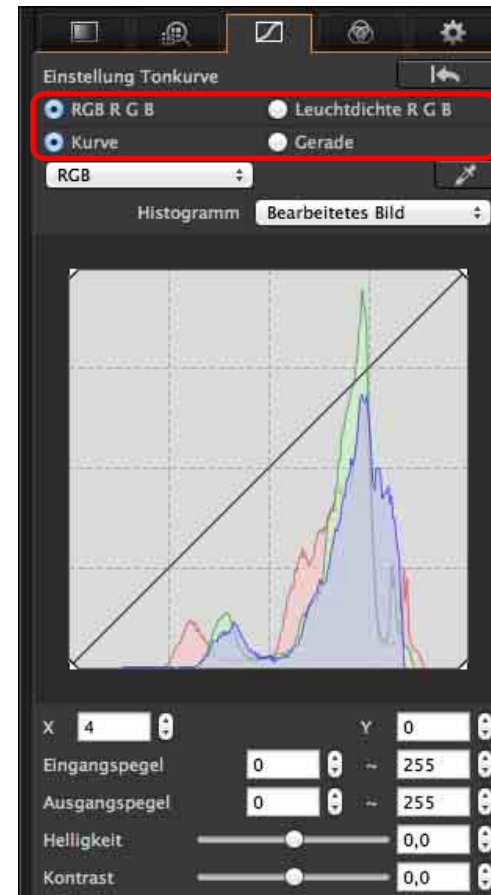 Einstellung Tonkurve
RGB R G B Leuchtdichte R G B
Kurve Gerade
RGB
Histogramm Bearbeitetes Bild
X 4 Y 0
Eingangspegel 0 ~ 255
Ausgangspegel 0 ~ 255
Helligkeit 0,0
Kontrast 0,0